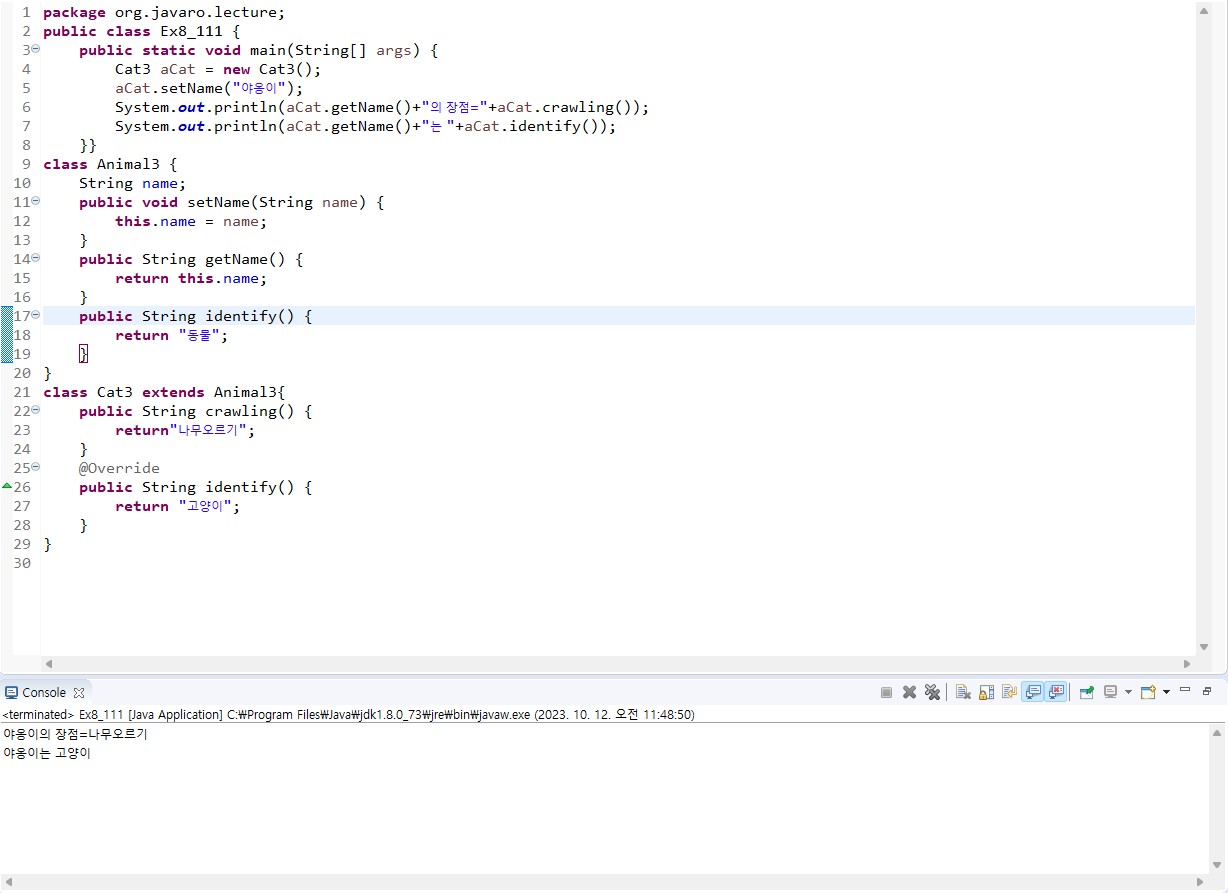 1 package org.javaro.lecture;
2 public class Ex8_111 {
3 public static void main(String[] args) {
4 Cat3 aCat = new Cat3();
5 aCat.setName("야옹이");
6 System.out.println(aCat.getName()+"의 장점="+aCat.crawling());
7 System.out.println(aCat.getName()+"는 "+aCat.identify());
8 }}
9 class Animal3 {
10 String name;
11 public void setName(String name) {
12 this.name = name;
13 }
14 public String getName() {
15 return this.name;
16 }
17 public String identify() {
18 return "동물";
19 }
20 }
21 class Cat3 extends Animal3{
22 public String crawling() {
23 return"나무오르기";
24 }
25 @Override
26 public String identify() {
27 return "고양이";
28 }
29 }
30
Console
<terminated> Ex8_111 [Java Application] C:₩Program Files₩Java₩jdk1.8.0_73₩jre₩bin₩javaw.exe (2023. 10. 12. 오전 11:48:50)
야옹이의 장점=나무오르기
야옹이는 고양이